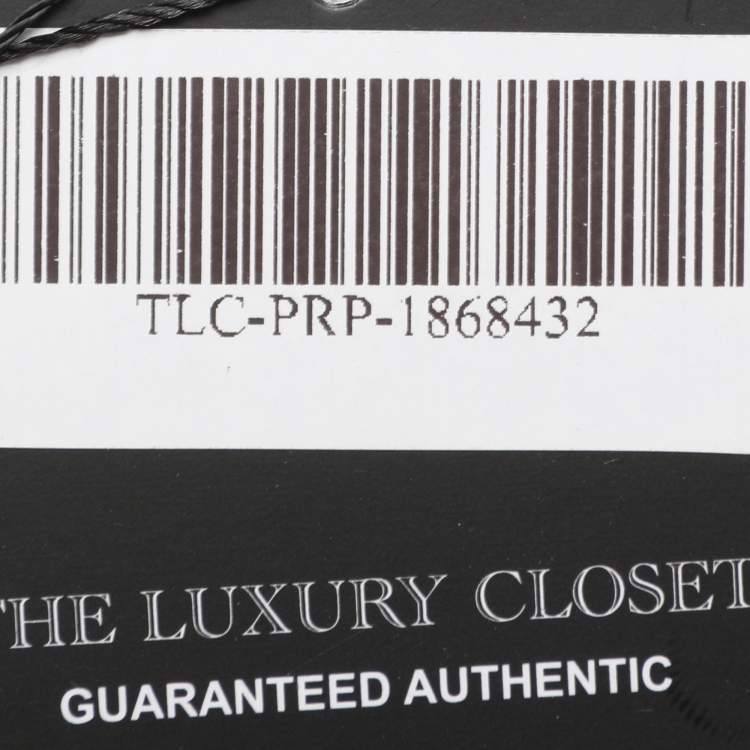 TLC-PRP-1868432
THE LUXURY CLOSET
GUARANTEED AUTHENTIC